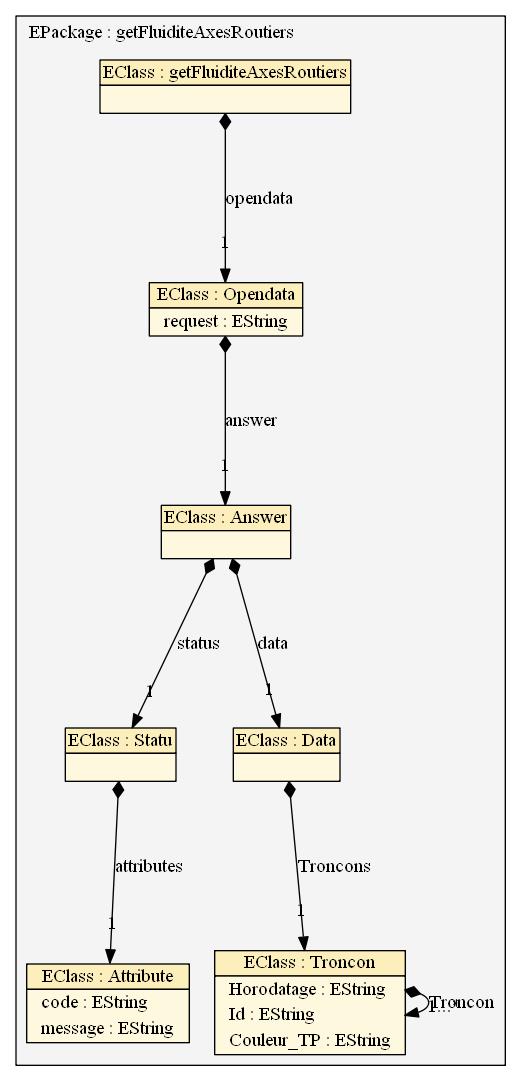 EPackage : getFluiditeAxesRoutiers
EClass : getFluiditeAxesRoutiers
opendata
1
EClass : Opendata
request : EString
answer
1
EClass : Answer
status
data
1
1
EClass : Statu
EClass : Data
attributes
Troncons
1
1
EClass : Attribute
code : EString
message : EString
EClass : Troncon
Horodatage : EString
Id : EString
Couleur_TP : EString
Troncon